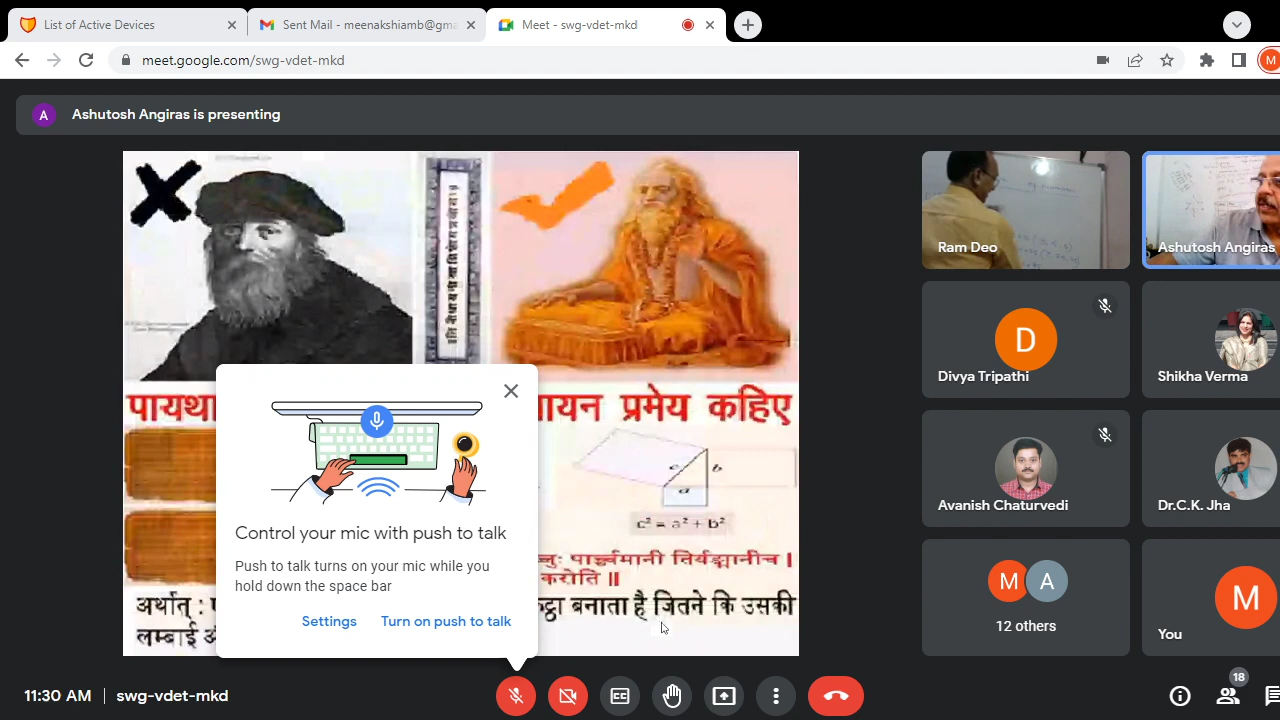 List of Active Devices
Sent Mail - meenakshiamb@gma
Meet - swg-vdet-mkd
meet.google.com/swg-vdet-mkd
M
A
Ashutosh Angiras is presenting
पायथा
ायन प्रमेय कहिए
c
b
a
c² = a² + b²
पार्श्वमानी
करोति ॥
अर्थात् :
बनाता है जितने कि उसकी
लम्बाई
Control your mic with push to talk
Push to talk turns on your mic while you
hold down the space bar
Settings
Turn on push to talk
Ram Deo
Ashutosh Angiras
D
Divya Tripathi
Shikha Verma
Avanish Chaturvedi
Dr.C.K. Jha
M
A
12 others
M
You
11:30 AM
swg-vdet-mkd
18